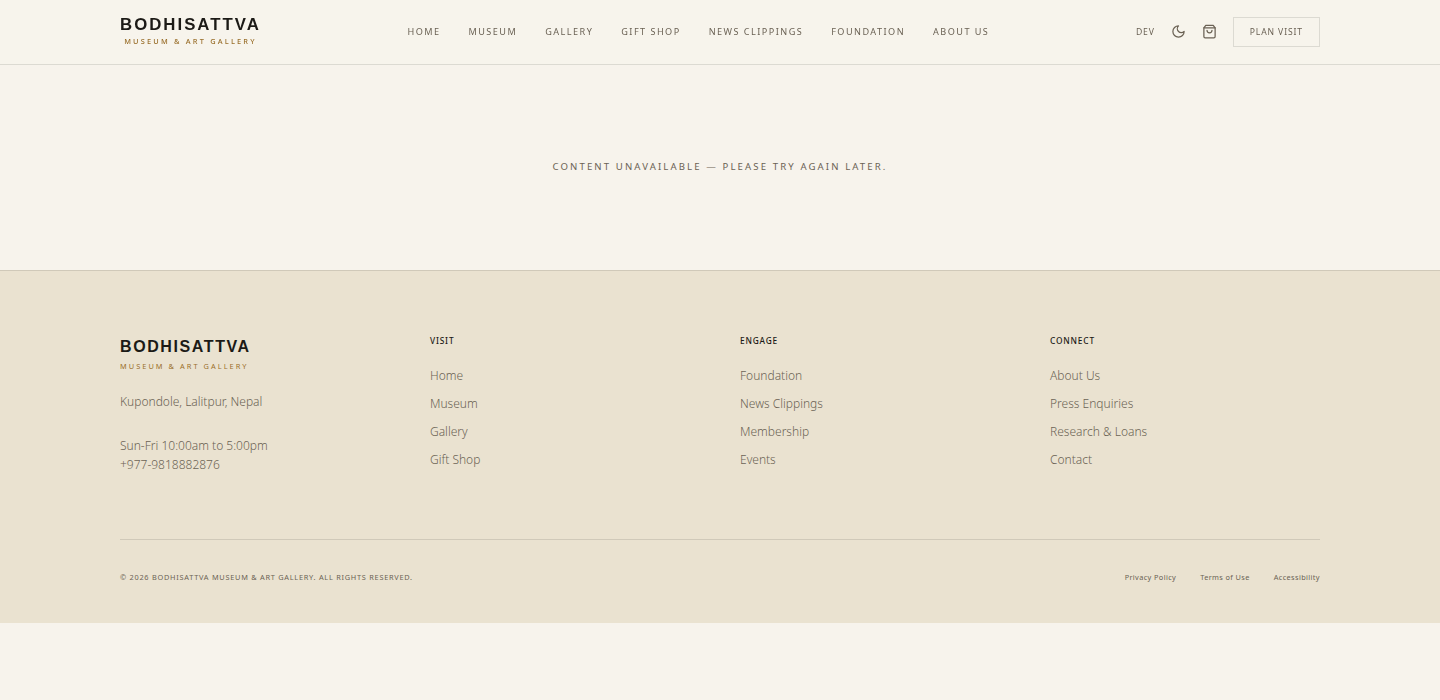 BODHISATTVA
MUSEUM & ART GALLERY
HOME
MUSEUM
GALLERY
GIFT SHOP
NEWS CLIPPINGS
FOUNDATION
ABOUT US
DEV
PLAN VISIT
CONTENT UNAVAILABLE — PLEASE TRY AGAIN LATER.
BODHISATTVA
MUSEUM & ART GALLERY
Kupondole, Lalitpur, Nepal
Sun-Fri 10:00am to 5:00pm
+977-9818882876
VISIT
Home
Museum
Gallery
Gift Shop
ENGAGE
Foundation
News Clippings
Membership
Events
CONNECT
About Us
Press Enquiries
Research & Loans
Contact
© 2026 BODHISATTVA MUSEUM & ART GALLERY. ALL RIGHTS RESERVED.
Privacy Policy
Terms of Use
Accessibility